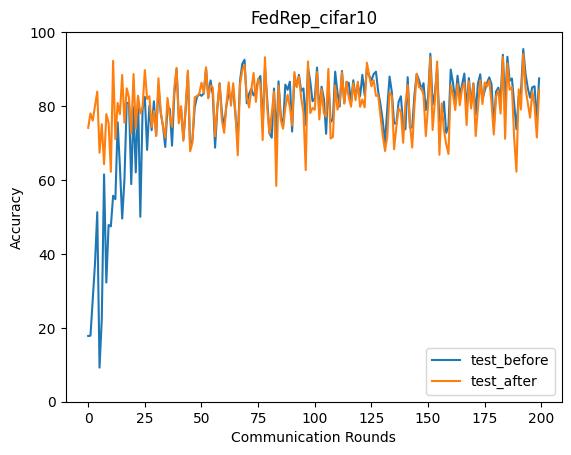 FedRep_cifar10
100
80
60
40
20
0
Accuracy
test_before
test_after
0 25 50 75 100 125 150 175 200
Communication Rounds